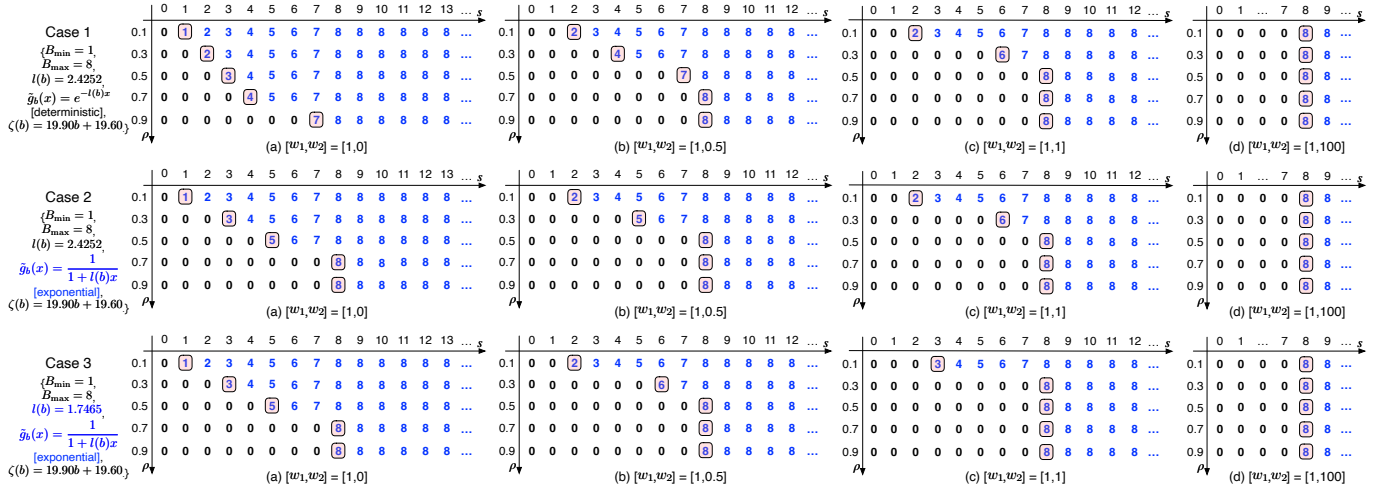 Case 1
{B_min = 1,
B_max = 8,
l(b) = 2.4252,
g̃_b(x) = e^{−l(b)x}
[deterministic],
ζ(b) = 19.90b + 19.60.}
0 1 2 3 4 5 6 7 8 9 10 11 12 13 … s
0.1 0 1 2 3 4 5 6 7 8 8 8 8 8 8 ...
0.3 0 0 2 3 4 5 6 7 8 8 8 8 8 8 ...
0.5 0 0 0 3 4 5 6 7 8 8 8 8 8 8 ...
0.7 0 0 0 0 4 5 6 7 8 8 8 8 8 8 ...
0.9 0 0 0 0 0 0 0 7 8 8 8 8 8 8 ...
ρ
(a) [w₁,w₂] = [1,0]
0 1 2 3 4 5 6 7 8 9 10 11 12 … s
0.1 0 0 2 3 4 5 6 7 8 8 8 8 8 ...
0.3 0 0 0 0 4 5 6 7 8 8 8 8 8 ...
0.5 0 0 0 0 0 0 0 7 8 8 8 8 8 ...
0.7 0 0 0 0 0 0 0 0 8 8 8 8 8 ...
0.9 0 0 0 0 0 0 0 0 8 8 8 8 8 ...
(b) [w₁,w₂] = [1,0.5]
0 1 2 3 4 5 6 7 8 9 10 11 12 … s
0.1 0 0 2 3 4 5 6 7 8 8 8 8 8 ...
0.3 0 0 0 0 0 0 6 7 8 8 8 8 8 ...
0.5 0 0 0 0 0 0 0 0 8 8 8 8 8 ...
0.7 0 0 0 0 0 0 0 0 8 8 8 8 8 ...
0.9 0 0 0 0 0 0 0 0 8 8 8 8 8 ...
(c) [w₁,w₂] = [1,1]
0 1 … 7 8 9 … s
0.1 0 0 0 0 8 8 ...
0.3 0 0 0 0 8 8 ...
0.5 0 0 0 0 8 8 ...
0.7 0 0 0 0 8 8 ...
0.9 0 0 0 0 8 8 ...
ρ
(d) [w₁,w₂] = [1,100]
Case 2
{B_min = 1,
B_max = 8,
l(b) = 2.4252,
g̃_b(x) = 1/(1 + l(b)x)
[exponential],
ζ(b) = 19.90b + 19.60.}
0 1 2 3 4 5 6 7 8 9 10 11 12 13 … s
0.1 0 1 2 3 4 5 6 7 8 8 8 8 8 8 ...
0.3 0 0 0 3 4 5 6 7 8 8 8 8 8 8 ...
0.5 0 0 0 0 0 5 6 7 8 8 8 8 8 8 ...
0.7 0 0 0 0 0 0 0 0 8 8 8 8 8 8 ...
0.9 0 0 0 0 0 0 0 0 8 8 8 8 8 8 ...
ρ
(a) [w₁,w₂] = [1,0]
0 1 2 3 4 5 6 7 8 9 10 11 12 … s
0.1 0 0 2 3 4 5 6 7 8 8 8 8 8 ...
0.3 0 0 0 0 0 5 6 7 8 8 8 8 8 ...
0.5 0 0 0 0 0 0 0 0 8 8 8 8 8 ...
0.7 0 0 0 0 0 0 0 0 8 8 8 8 8 ...
0.9 0 0 0 0 0 0 0 0 8 8 8 8 8 ...
(b) [w₁,w₂] = [1,0.5]
0 1 2 3 4 5 6 7 8 9 10 11 12 … s
0.1 0 0 2 3 4 5 6 7 8 8 8 8 8 ...
0.3 0 0 0 0 0 0 6 7 8 8 8 8 8 ...
0.5 0 0 0 0 0 0 0 0 8 8 8 8 8 ...
0.7 0 0 0 0 0 0 0 0 8 8 8 8 8 ...
0.9 0 0 0 0 0 0 0 0 8 8 8 8 8 ...
(c) [w₁,w₂] = [1,1]
0 1 … 7 8 9 … s
0.1 0 0 0 0 8 8 ...
0.3 0 0 0 0 8 8 ...
0.5 0 0 0 0 8 8 ...
0.7 0 0 0 0 8 8 ...
0.9 0 0 0 0 8 8 ...
ρ
(d) [w₁,w₂] = [1,100]
Case 3
{B_min = 1,
B_max = 8,
l(b) = 1.7465,
g̃_b(x) = 1/(1 + l(b)x)
[exponential],
ζ(b) = 19.90b + 19.60.}
0 1 2 3 4 5 6 7 8 9 10 11 12 13 … s
0.1 0 1 2 3 4 5 6 7 8 8 8 8 8 8 ...
0.3 0 0 0 3 4 5 6 7 8 8 8 8 8 8 ...
0.5 0 0 0 0 0 5 6 7 8 8 8 8 8 8 ...
0.7 0 0 0 0 0 0 0 0 8 8 8 8 8 8 ...
0.9 0 0 0 0 0 0 0 0 8 8 8 8 8 8 ...
ρ
(a) [w₁,w₂] = [1,0]
0 1 2 3 4 5 6 7 8 9 10 11 12 … s
0.1 0 0 2 3 4 5 6 7 8 8 8 8 8 ...
0.3 0 0 0 0 0 0 6 7 8 8 8 8 8 ...
0.5 0 0 0 0 0 0 0 0 8 8 8 8 8 ...
0.7 0 0 0 0 0 0 0 0 8 8 8 8 8 ...
0.9 0 0 0 0 0 0 0 0 8 8 8 8 8 ...
(b) [w₁,w₂] = [1,0.5]
0 1 2 3 4 5 6 7 8 9 10 11 12 … s
0.1 0 0 0 3 4 5 6 7 8 8 8 8 8 ...
0.3 0 0 0 0 0 0 0 0 8 8 8 8 8 ...
0.5 0 0 0 0 0 0 0 0 8 8 8 8 8 ...
0.7 0 0 0 0 0 0 0 0 8 8 8 8 8 ...
0.9 0 0 0 0 0 0 0 0 8 8 8 8 8 ...
(c) [w₁,w₂] = [1,1]
0 1 … 7 8 9 … s
0.1 0 0 0 0 8 8 ...
0.3 0 0 0 0 8 8 ...
0.5 0 0 0 0 8 8 ...
0.7 0 0 0 0 8 8 ...
0.9 0 0 0 0 8 8 ...
ρ
(d) [w₁,w₂] = [1,100]